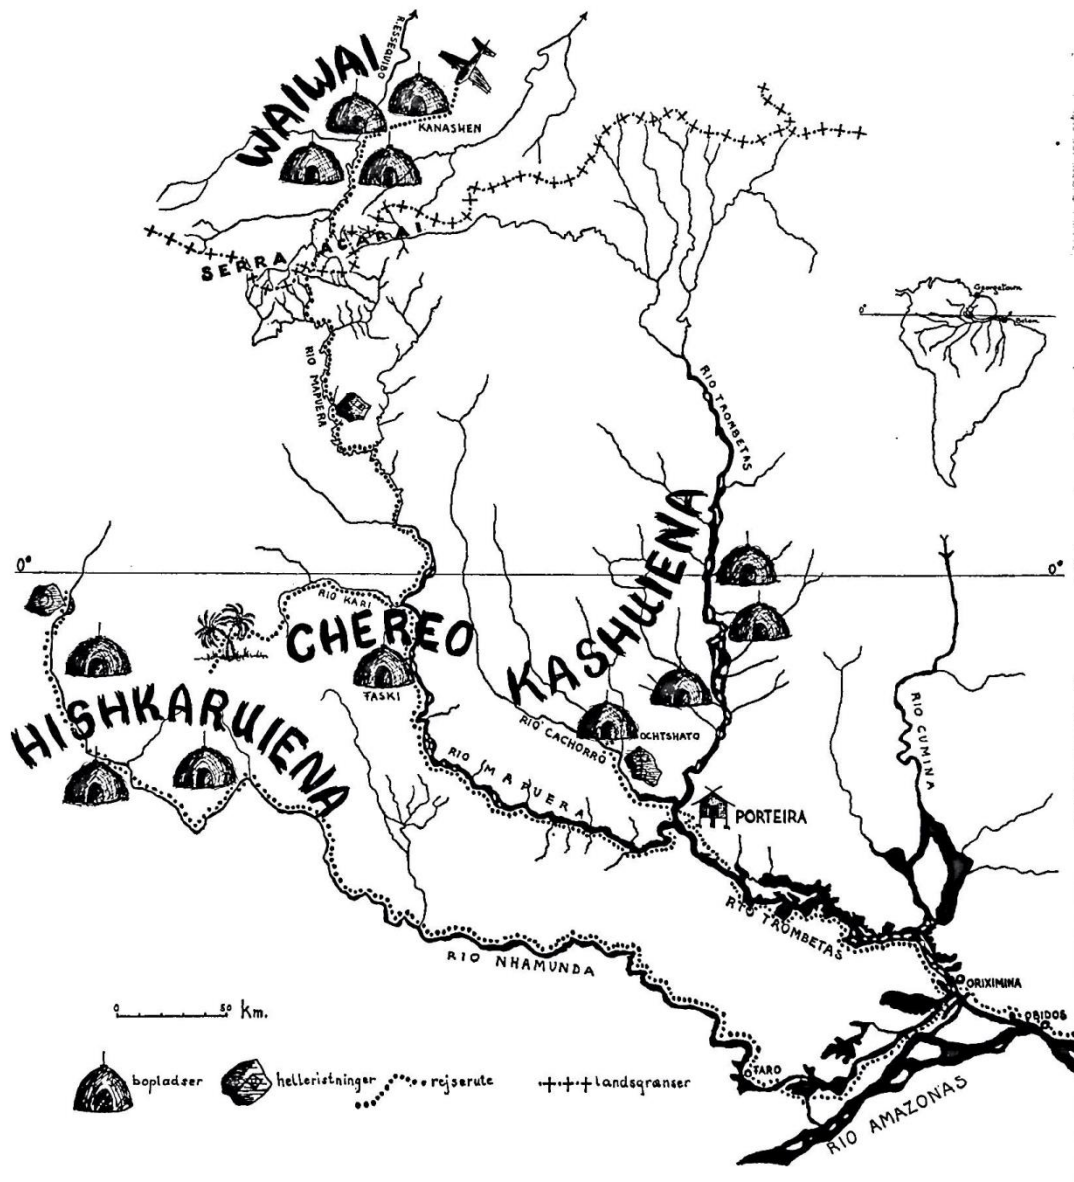 WAIWAI
R. ESSEQUIBO
KANASHEN
SERRA ACARAI
Georgetown
0°
Belem
RIO MAPUERA
RIO TROMBETAS
0°
0°
RIO KARI
CHEREO
KASHUIENA
FASKI
HISHKARUIENA
RIO CACHORRO
OCHTSHATO
RIO CUMINA
RIO MAPUERA
PORTEIRA
RIO TROMBETAS
RIO NHAMUNDA
ORIXIMINA
OBIDOS
FARO
RIO AMAZONAS
0 50 Km.
bopladser
helleristninger
rejserute
landsgrænser